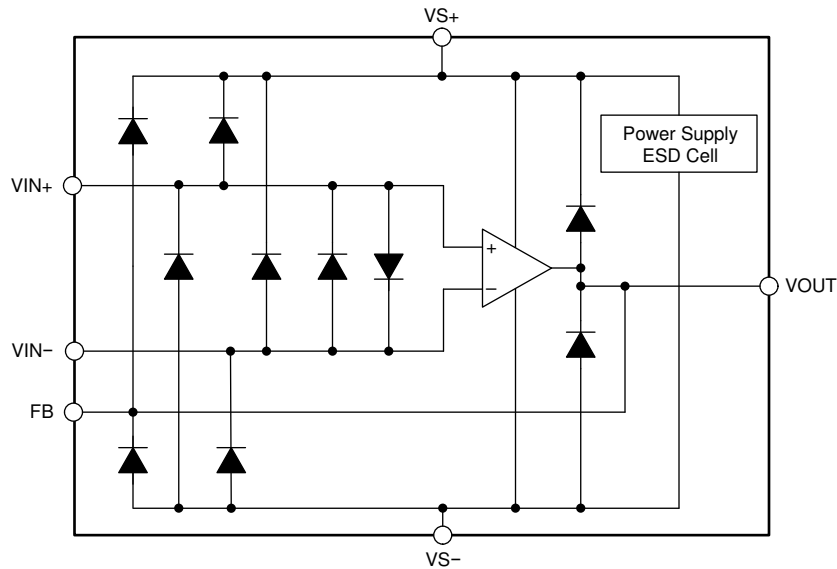 VS+
Power Supply
ESD Cell
VIN+
+
−
VOUT
VIN−
FB
VS−